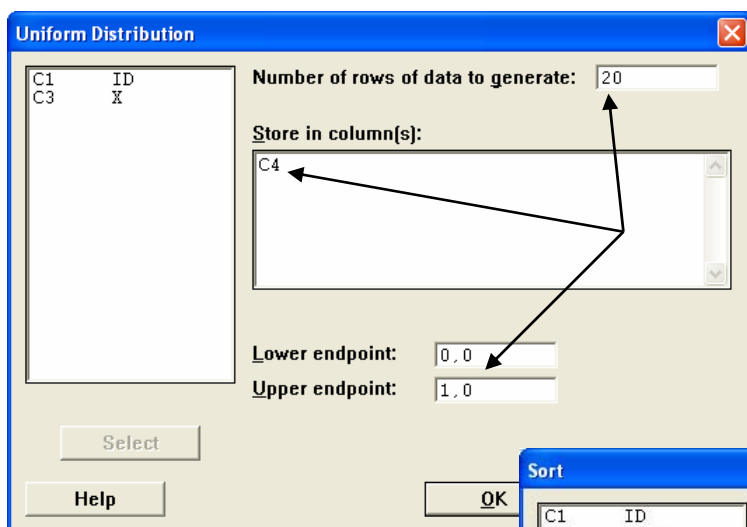 Uniform Distribution
C1 ID
C3 X
Number of rows of data to generate: 20
Store in column(s):
C4
Lower endpoint: 0,0
Upper endpoint: 1,0
Select
Help
OK
Sort
C1 ID